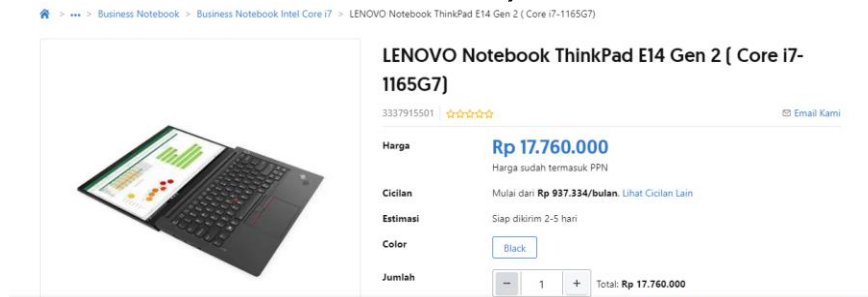 > ••• > Business Notebook > Business Notebook Intel Core i7 > LENOVO Notebook ThinkPad E14 Gen 2 ( Core i7-1165G7)
LENOVO Notebook ThinkPad E14 Gen 2 ( Core i7-
1165G7)
3337915501
Email Kami
Harga
Rp 17.760.000
Harga sudah termasuk PPN
Cicilan
Mulai dari Rp 937.334/bulan. Lihat Cicilan Lain
Estimasi
Siap dikirim 2-5 hari
Color
Black
Jumlah
− 1 + Total: Rp 17.760.000